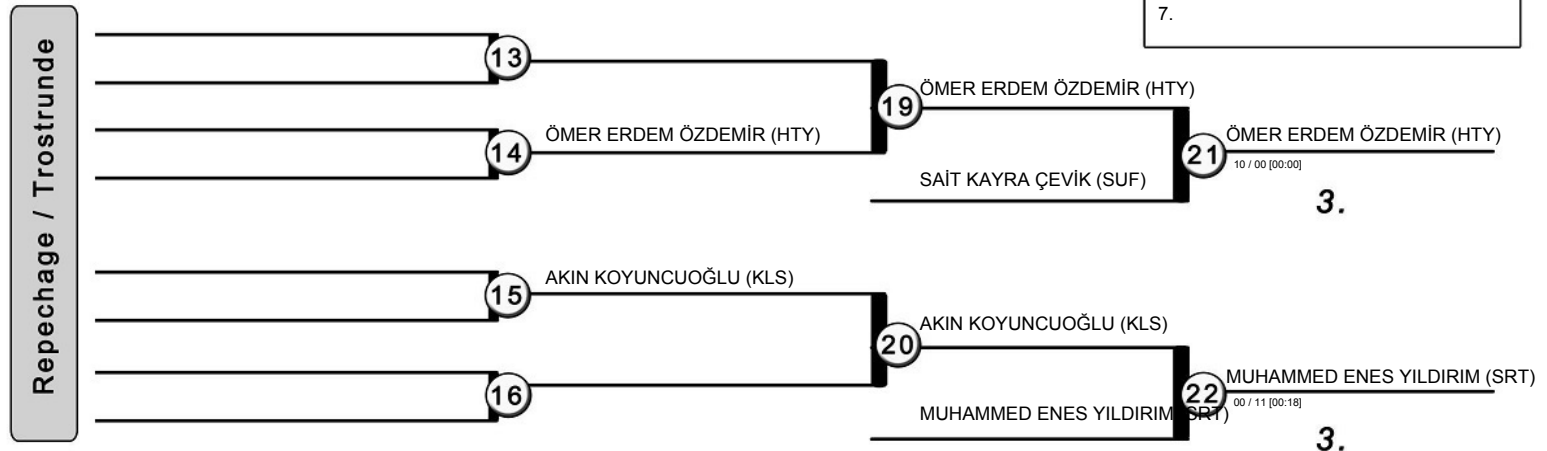 Repechage / Trostrunde
7.
13
19
ÖMER ERDEM ÖZDEMİR (HTY)
14
ÖMER ERDEM ÖZDEMİR (HTY)
21
ÖMER ERDEM ÖZDEMİR (HTY)
10 / 00 [00:00]
SAİT KAYRA ÇEVİK (SUF)
3.
15
AKIN KOYUNCUOĞLU (KLS)
20
AKIN KOYUNCUOĞLU (KLS)
16
22
MUHAMMED ENES YILDIRIM (SRT)
00 / 11 [00:18]
MUHAMMED ENES YILDIRIM (SRT)
3.